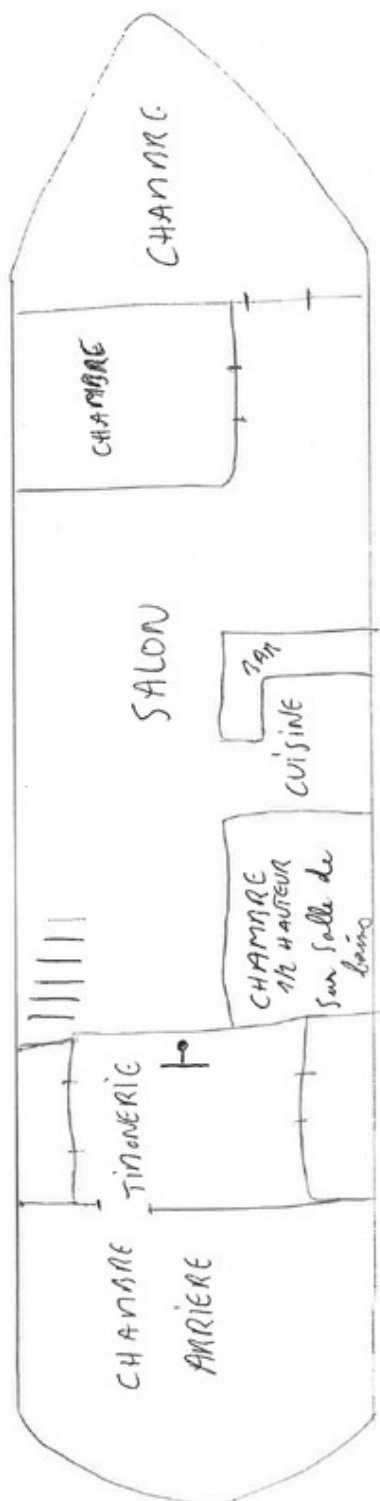 CHAMBRE
CHAMBRE
SALON
BAR
CUISINE
CHAMBRE
1/2 HAUTEUR
Sur Salle de
bains
TIMONERIE
CHAMBRE
ARRIERE